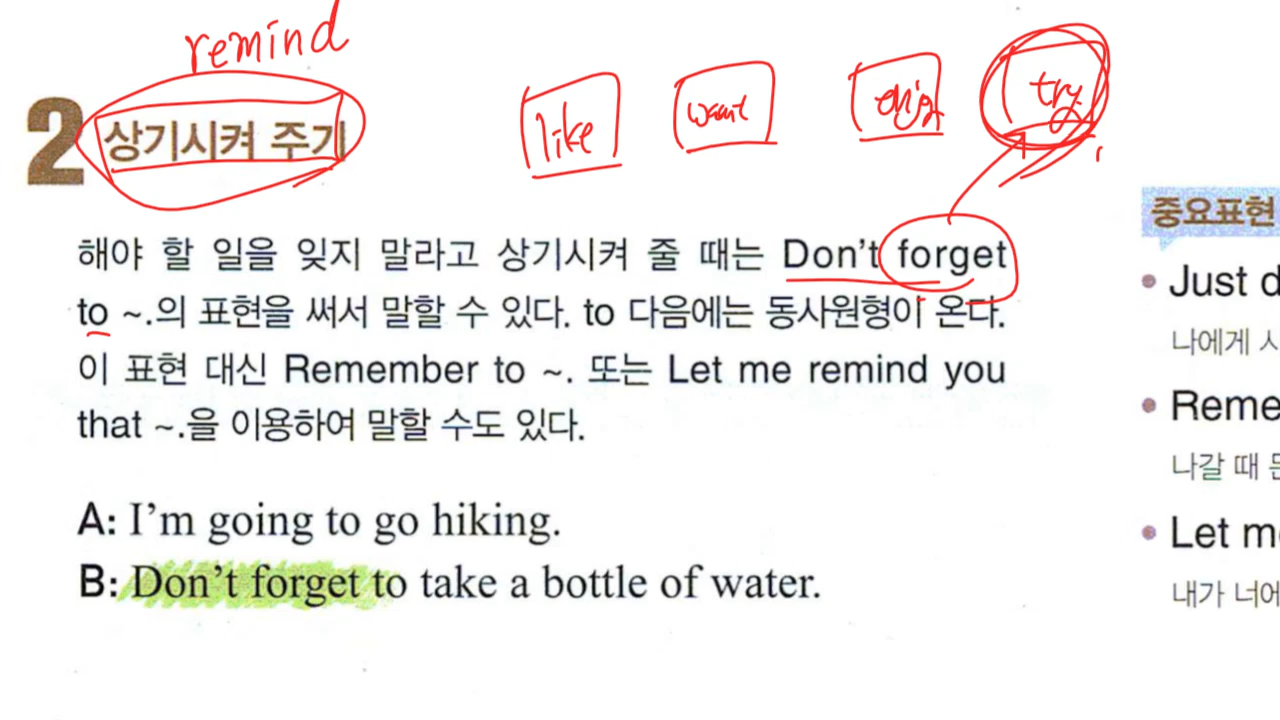 remind
like want enjoy try
2 상기시켜 주기
해야 할 일을 잊지 말라고 상기시켜 줄 때는 Don't forget
to ~.의 표현을 써서 말할 수 있다. to 다음에는 동사원형이 온다.
이 표현 대신 Remember to ~. 또는 Let me remind you
that ~.을 이용하여 말할 수도 있다.
A: I'm going to go hiking.
B: Don't forget to take a bottle of water.
중요표현
• Just d
나에게 시
• Reme
나갈 때 문
• Let me
내가 너에